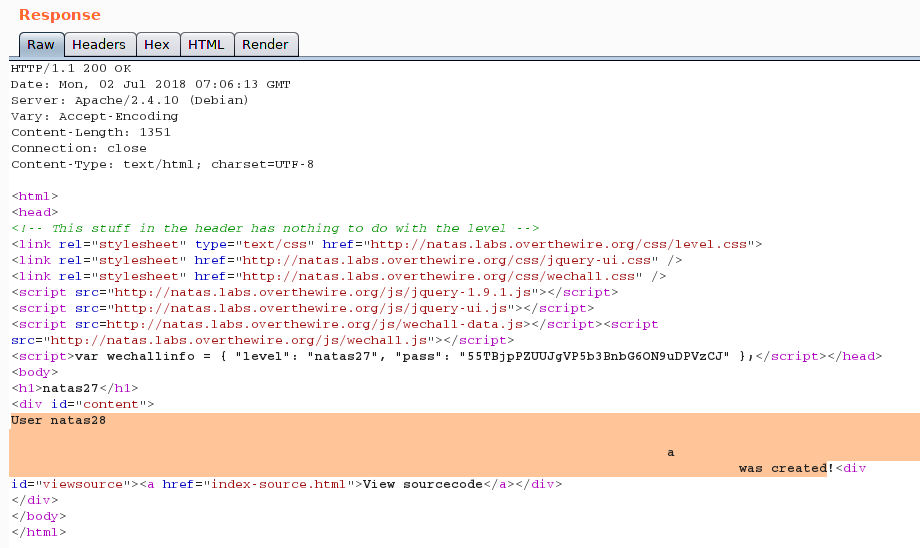 Response
Raw Headers Hex HTML Render
HTTP/1.1 200 OK
Date: Mon, 02 Jul 2018 07:06:13 GMT
Server: Apache/2.4.10 (Debian)
Vary: Accept-Encoding
Content-Length: 1351
Connection: close
Content-Type: text/html; charset=UTF-8
<html>
<head>
<!-- This stuff in the header has nothing to do with the level -->
<link rel="stylesheet" type="text/css" href="http://natas.labs.overthewire.org/css/level.css">
<link rel="stylesheet" href="http://natas.labs.overthewire.org/css/jquery-ui.css" />
<link rel="stylesheet" href="http://natas.labs.overthewire.org/css/wechall.css" />
<script src="http://natas.labs.overthewire.org/js/jquery-1.9.1.js"></script>
<script src="http://natas.labs.overthewire.org/js/jquery-ui.js"></script>
<script src=http://natas.labs.overthewire.org/js/wechall-data.js></script><script
src="http://natas.labs.overthewire.org/js/wechall.js"></script>
<script>var wechallinfo = { "level": "natas27", "pass": "55TBjpPZUUJgVP5b3BnbG6ON9uDPVzCJ" };</script></head>
<body>
<h1>natas27</h1>
<div id="content">
User natas28
a
was created!<div
id="viewsource"><a href="index-source.html">View sourcecode</a></div>
</div>
</body>
</html>